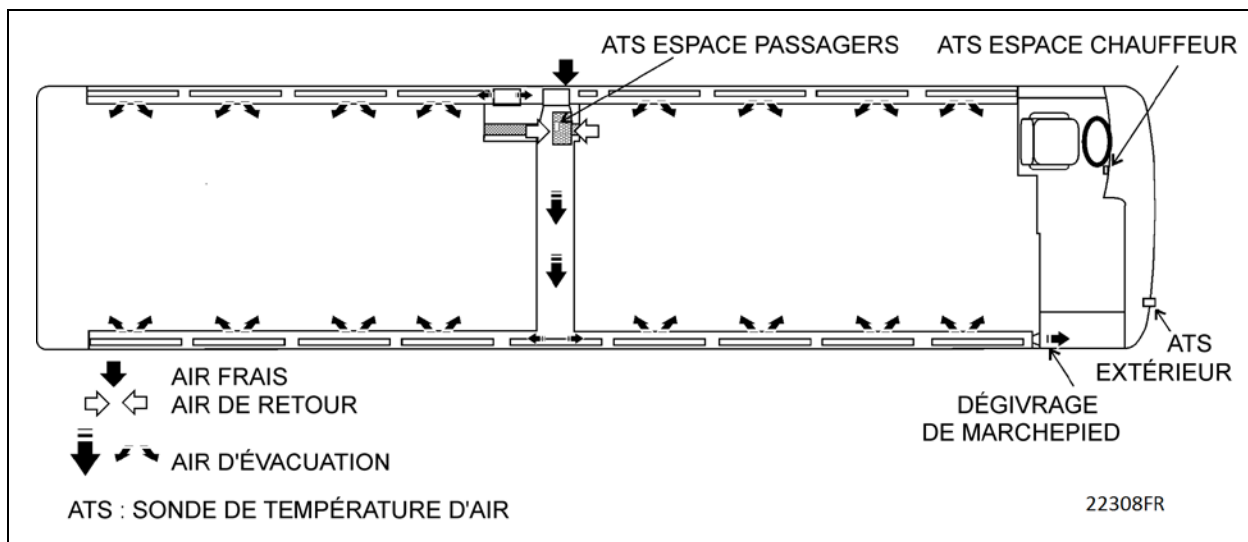 ATS ESPACE PASSAGERS
ATS ESPACE CHAUFFEUR
ATS
EXTÉRIEUR
DÉGIVRAGE
DE MARCHEPIED
AIR FRAIS
AIR DE RETOUR
AIR D'ÉVACUATION
ATS : SONDE DE TEMPÉRATURE D'AIR
22308FR